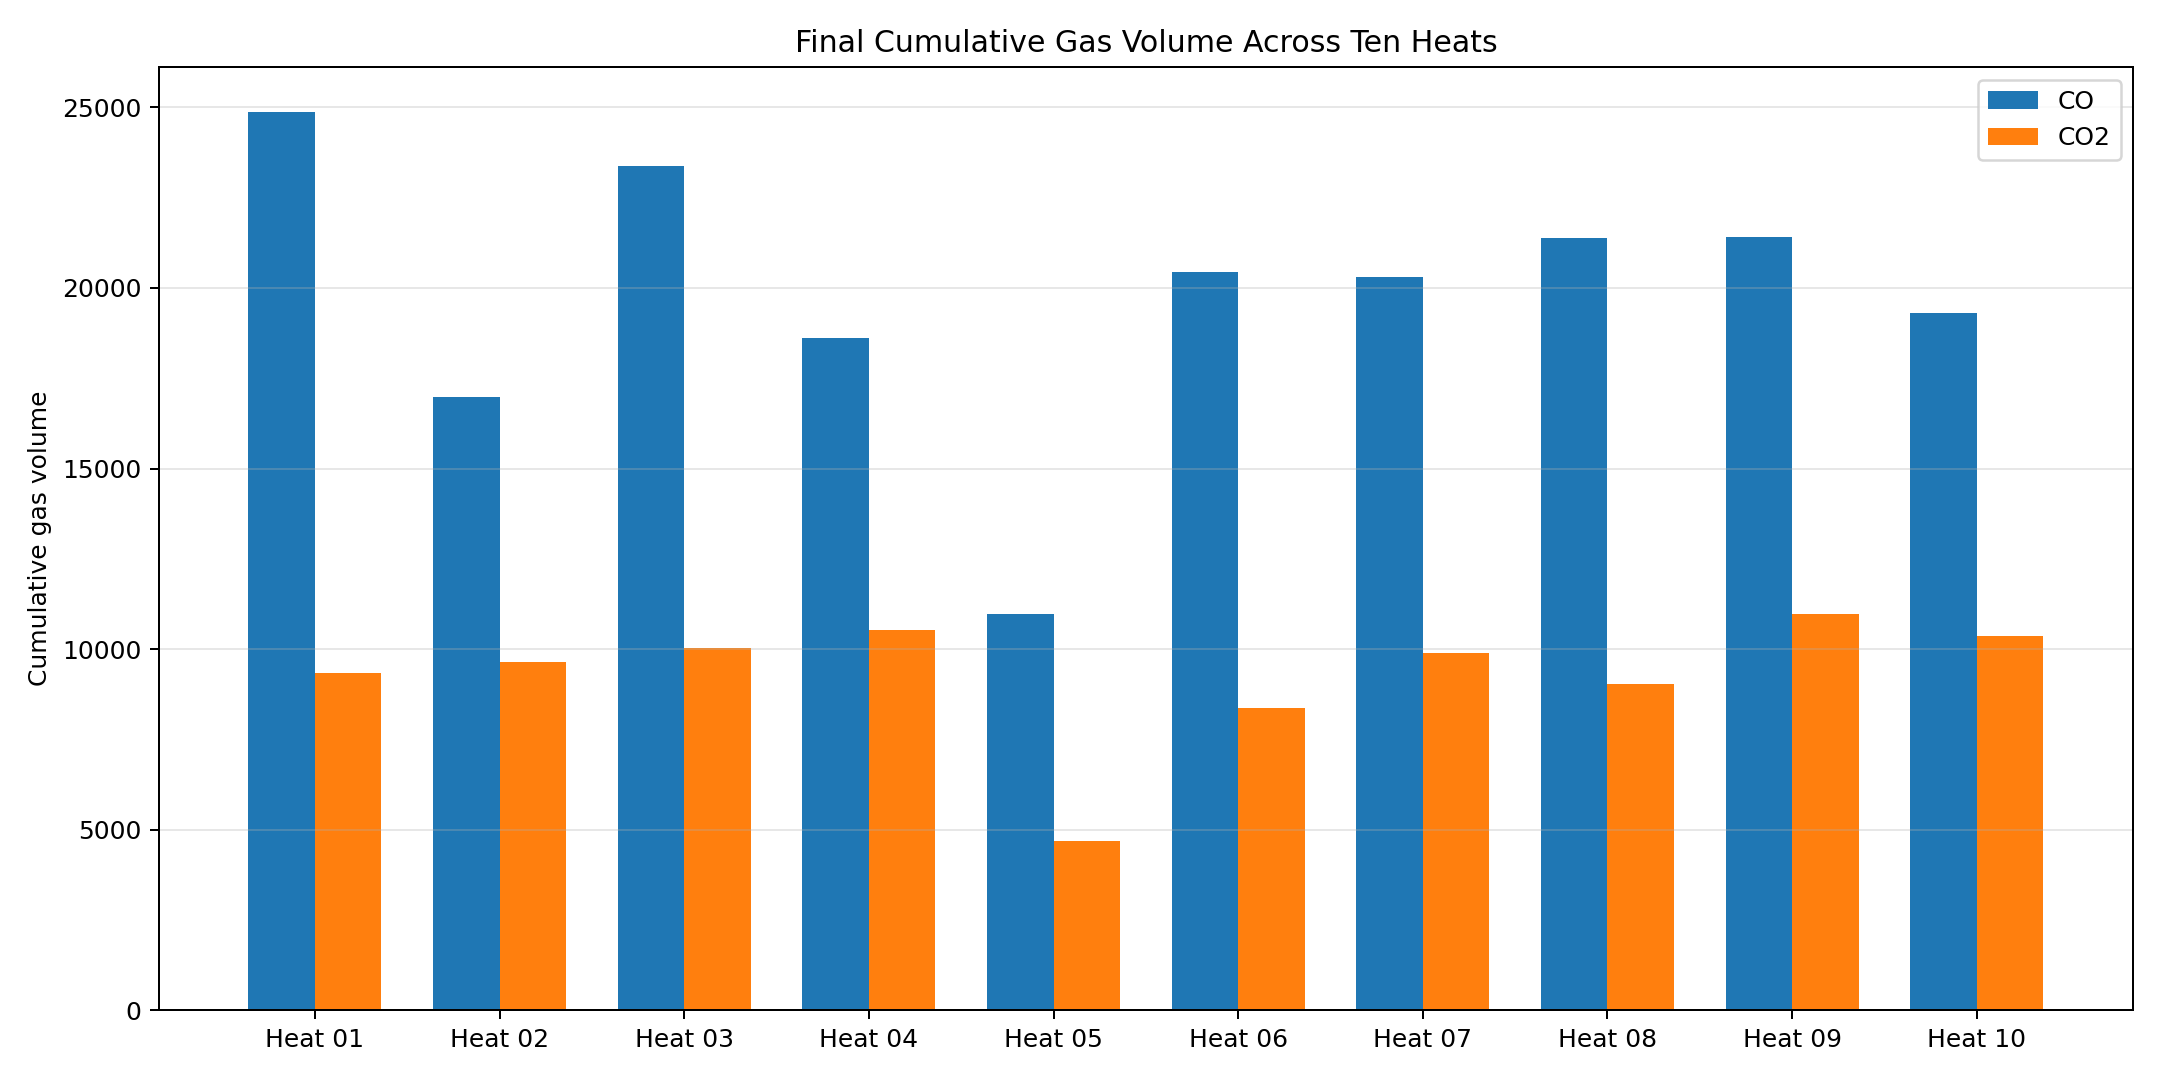 Final Cumulative Gas Volume Across Ten Heats
CO
CO2
Cumulative gas volume
25000
20000
15000
10000
5000
0
Heat 01 Heat 02 Heat 03 Heat 04 Heat 05 Heat 06 Heat 07 Heat 08 Heat 09 Heat 10